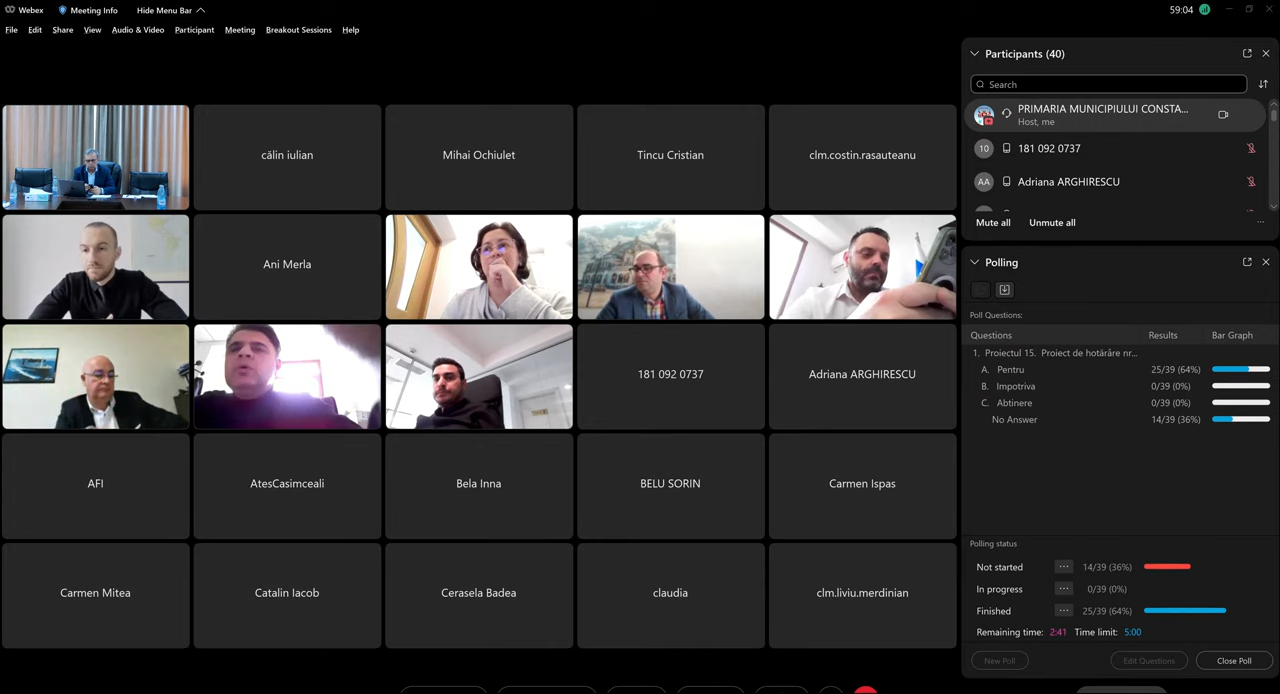 Webex
Meeting Info
Hide Menu Bar
59:04
File
Edit
Share
View
Audio & Video
Participant
Meeting
Breakout Sessions
Help
călin iulian
Mihai Ochiulet
Tincu Cristian
clm.costin.rasauteanu
Ani Merla
181 092 0737
Adriana ARGHIRESCU
AFI
AtesCasimceali
Bela Inna
BELU SORIN
Carmen Ispas
Carmen Mitea
Catalin Iacob
Cerasela Badea
claudia
clm.liviu.merdinian
Participants (40)
Search
PRIMARIA MUNICIPIULUI CONSTA...
Host, me
10 181 092 0737
AA Adriana ARGHIRESCU
Mute all Unmute all ...
Polling
Poll Questions:
Questions Results Bar Graph
1. Proiectul 15. Proiect de hotărâre nr...
A. Pentru 25/39 (64%)
B. Impotriva 0/39 (0%)
C. Abtinere 0/39 (0%)
No Answer 14/39 (36%)
Polling status
Not started ... 14/39 (36%)
In progress ... 0/39 (0%)
Finished ... 25/39 (64%)
Remaining time: 2:41 Time limit: 5:00
New Poll Edit Questions Close Poll